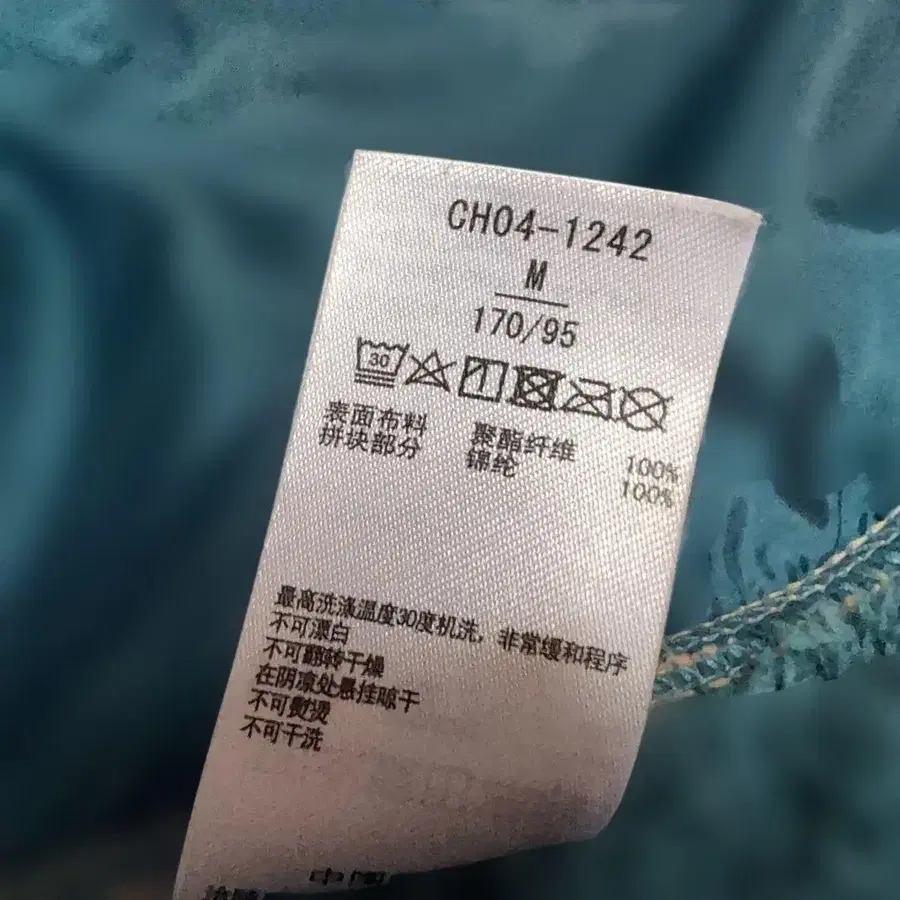 CH04-1242
M
170/95
30
表面布料 聚酯纤维 100%
拼块部分 锦纶 100%
最高洗涤温度30度机洗，非常缓和程序
不可漂白
不可翻转干燥
在阴凉处悬挂晾干
不可熨烫
不可干洗